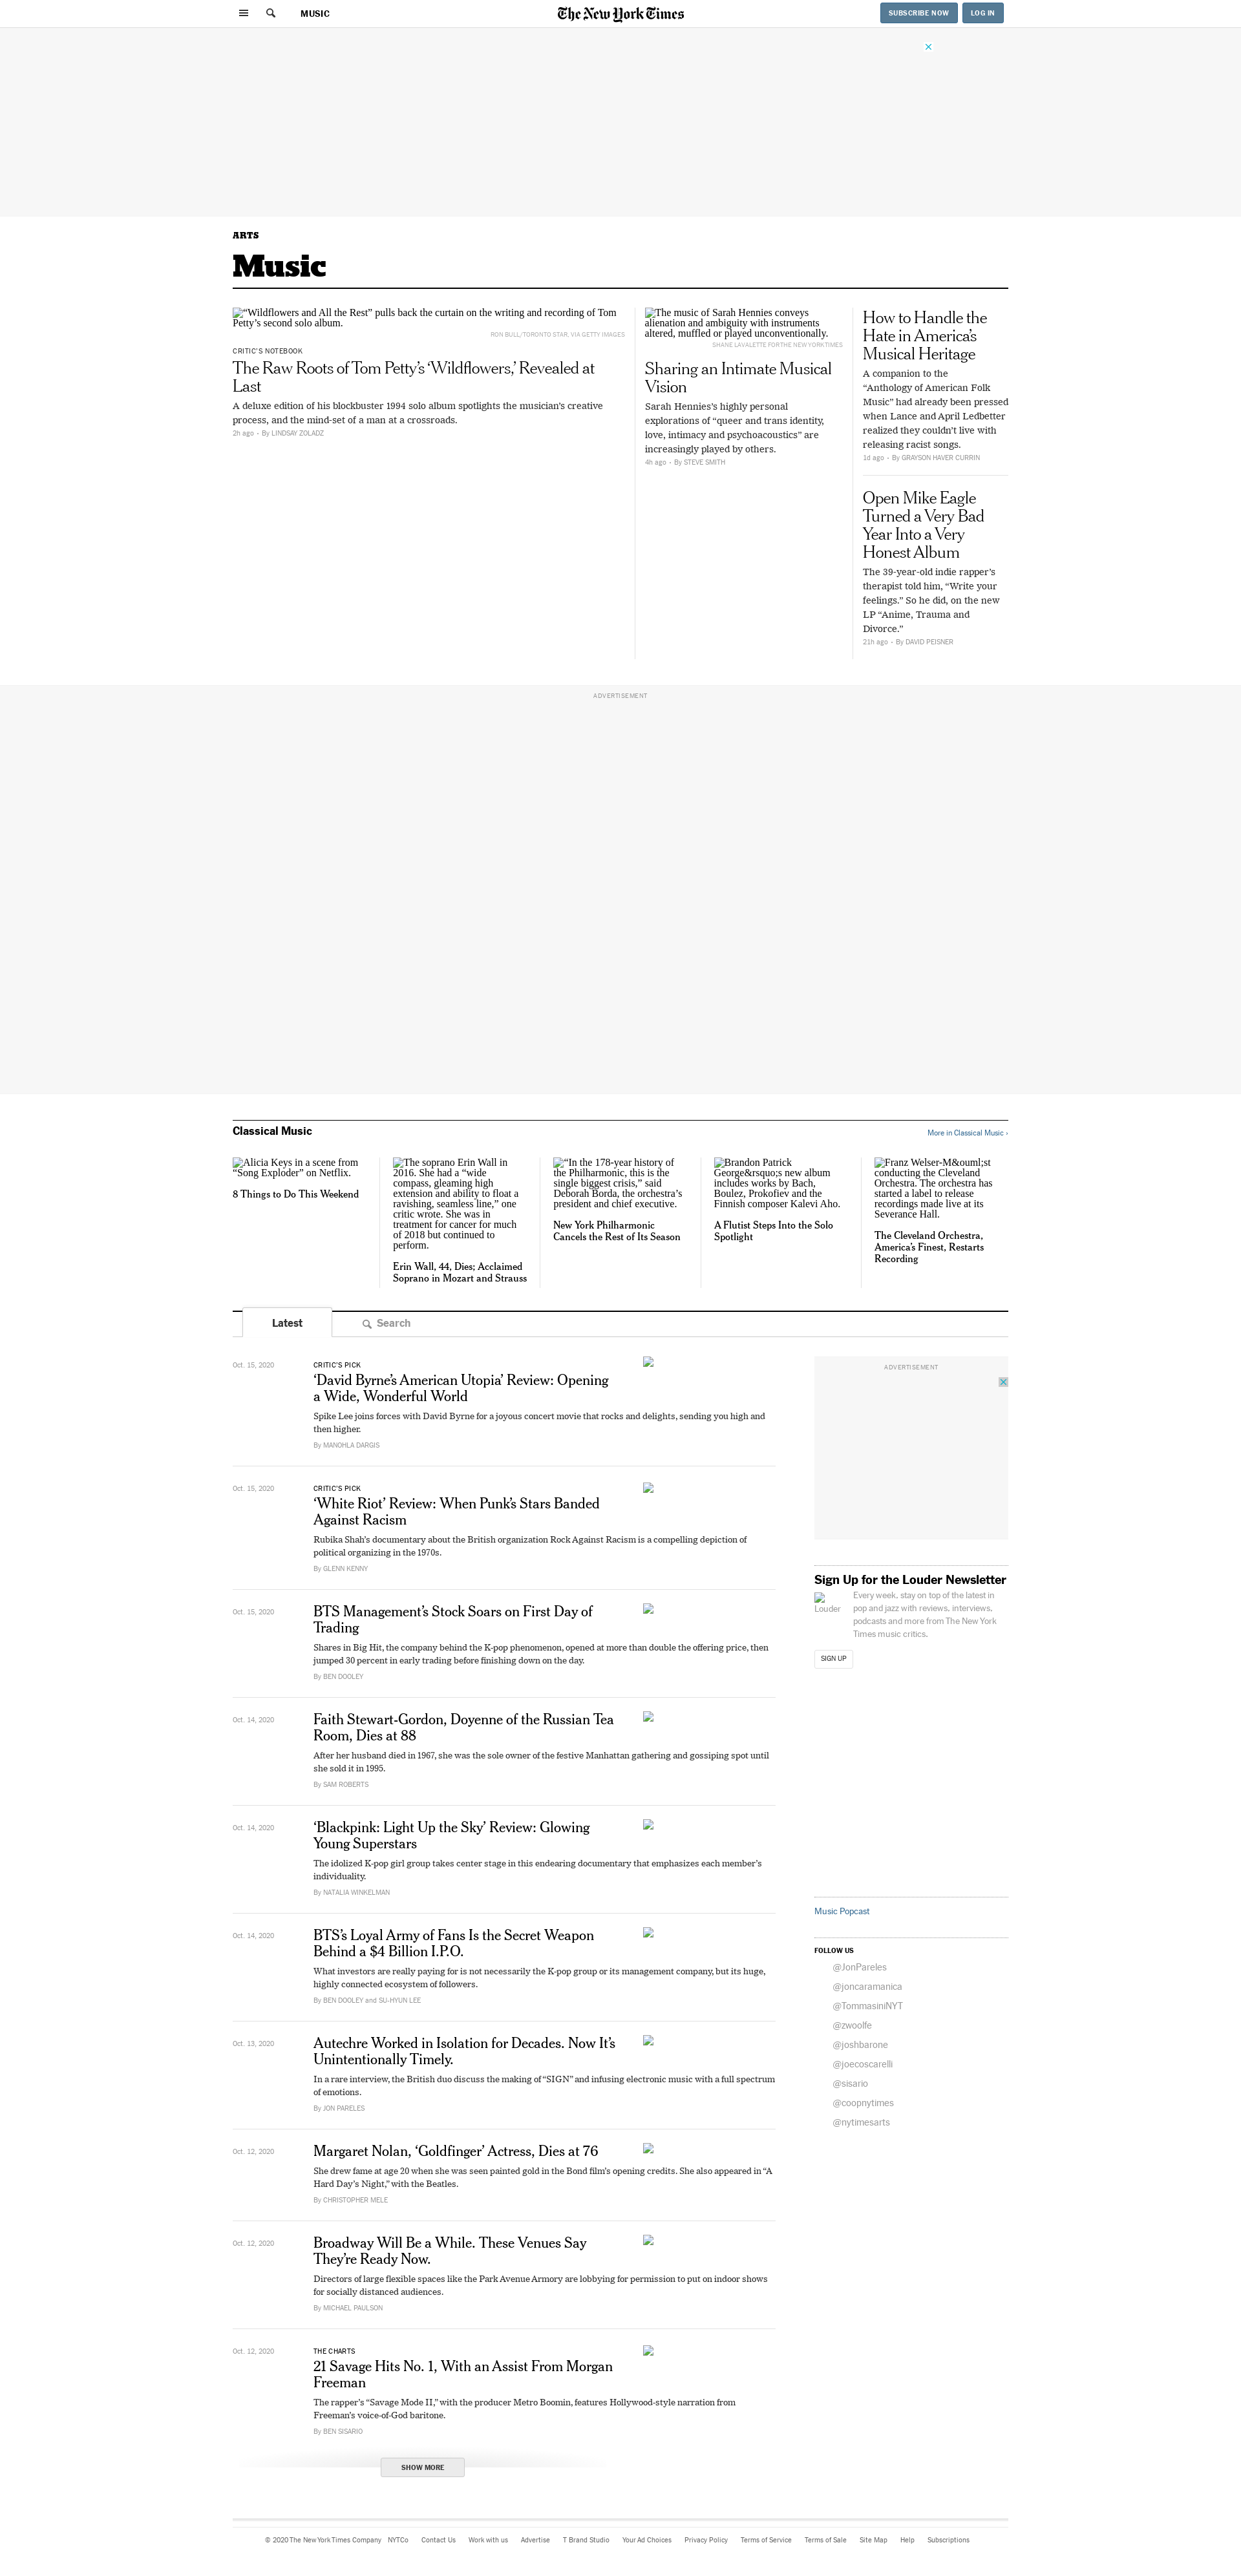 MUSIC
The New York Times
SUBSCRIBE NOW
LOG IN
ARTS
Music
“Wildflowers and All the Rest” pulls back the curtain on the writing and recording of Tom
Petty’s second solo album.
RON BULL/TORONTO STAR, VIA GETTY IMAGES
CRITIC’S NOTEBOOK
The Raw Roots of Tom Petty’s ‘Wildflowers,’ Revealed at
Last
A deluxe edition of his blockbuster 1994 solo album spotlights the musician’s creative
process, and the mind-set of a man at a crossroads.
2h ago • By LINDSAY ZOLADZ
The music of Sarah Hennies conveys
alienation and ambiguity with instruments
altered, muffled or played unconventionally.
SHANE LAVALETTE FOR THE NEW YORK TIMES
Sharing an Intimate Musical
Vision
Sarah Hennies’s highly personal
explorations of “queer and trans identity,
love, intimacy and psychoacoustics” are
increasingly played by others.
4h ago • By STEVE SMITH
How to Handle the
Hate in America’s
Musical Heritage
A companion to the
“Anthology of American Folk
Music” had already been pressed
when Lance and April Ledbetter
realized they couldn’t live with
releasing racist songs.
1d ago • By GRAYSON HAVER CURRIN
Open Mike Eagle
Turned a Very Bad
Year Into a Very
Honest Album
The 39-year-old indie rapper’s
therapist told him, “Write your
feelings.” So he did, on the new
LP “Anime, Trauma and
Divorce.”
21h ago • By DAVID PEISNER
ADVERTISEMENT
Classical Music
More in Classical Music ›
Alicia Keys in a scene from
“Song Exploder” on Netflix.
8 Things to Do This Weekend
The soprano Erin Wall in
2016. She had a “wide
compass, gleaming high
extension and ability to float a
ravishing, seamless line,” one
critic wrote. She was in
treatment for cancer for much
of 2018 but continued to
perform.
Erin Wall, 44, Dies; Acclaimed
Soprano in Mozart and Strauss
“In the 178-year history of
the Philharmonic, this is the
single biggest crisis,” said
Deborah Borda, the orchestra’s
president and chief executive.
New York Philharmonic
Cancels the Rest of Its Season
Brandon Patrick
George&rsquo;s new album
includes works by Bach,
Boulez, Prokofiev and the
Finnish composer Kalevi Aho.
A Flutist Steps Into the Solo
Spotlight
Franz Welser-M&ouml;st
conducting the Cleveland
Orchestra. The orchestra has
started a label to release
recordings made live at its
Severance Hall.
The Cleveland Orchestra,
America’s Finest, Restarts
Recording
Latest
Search
Oct. 15, 2020
CRITIC’S PICK
‘David Byrne’s American Utopia’ Review: Opening
a Wide, Wonderful World
Spike Lee joins forces with David Byrne for a joyous concert movie that rocks and delights, sending you high and
then higher.
By MANOHLA DARGIS
Oct. 15, 2020
CRITIC’S PICK
‘White Riot’ Review: When Punk’s Stars Banded
Against Racism
Rubika Shah’s documentary about the British organization Rock Against Racism is a compelling depiction of
political organizing in the 1970s.
By GLENN KENNY
Oct. 15, 2020
BTS Management’s Stock Soars on First Day of
Trading
Shares in Big Hit, the company behind the K-pop phenomenon, opened at more than double the offering price, then
jumped 30 percent in early trading before finishing down on the day.
By BEN DOOLEY
Oct. 14, 2020
Faith Stewart-Gordon, Doyenne of the Russian Tea
Room, Dies at 88
After her husband died in 1967, she was the sole owner of the festive Manhattan gathering and gossiping spot until
she sold it in 1995.
By SAM ROBERTS
Oct. 14, 2020
‘Blackpink: Light Up the Sky’ Review: Glowing
Young Superstars
The idolized K-pop girl group takes center stage in this endearing documentary that emphasizes each member’s
individuality.
By NATALIA WINKELMAN
Oct. 14, 2020
BTS’s Loyal Army of Fans Is the Secret Weapon
Behind a $4 Billion I.P.O.
What investors are really paying for is not necessarily the K-pop group or its management company, but its huge,
highly connected ecosystem of followers.
By BEN DOOLEY and SU-HYUN LEE
Oct. 13, 2020
Autechre Worked in Isolation for Decades. Now It’s
Unintentionally Timely.
In a rare interview, the British duo discuss the making of “SIGN” and infusing electronic music with a full spectrum
of emotions.
By JON PARELES
Oct. 12, 2020
Margaret Nolan, ‘Goldfinger’ Actress, Dies at 76
She drew fame at age 20 when she was seen painted gold in the Bond film’s opening credits. She also appeared in “A
Hard Day’s Night,” with the Beatles.
By CHRISTOPHER MELE
Oct. 12, 2020
Broadway Will Be a While. These Venues Say
They’re Ready Now.
Directors of large flexible spaces like the Park Avenue Armory are lobbying for permission to put on indoor shows
for socially distanced audiences.
By MICHAEL PAULSON
Oct. 12, 2020
THE CHARTS
21 Savage Hits No. 1, With an Assist From Morgan
Freeman
The rapper’s “Savage Mode II,” with the producer Metro Boomin, features Hollywood-style narration from
Freeman’s voice-of-God baritone.
By BEN SISARIO
SHOW MORE
ADVERTISEMENT
Sign Up for the Louder Newsletter
Louder
Every week, stay on top of the latest in
pop and jazz with reviews, interviews,
podcasts and more from The New York
Times music critics.
SIGN UP
Music Popcast
FOLLOW US
@JonPareles
@joncaramanica
@TommasiniNYT
@zwoolfe
@joshbarone
@joecoscarelli
@sisario
@coopnytimes
@nytimesarts
© 2020 The New York Times Company NYTCo Contact Us Work with us Advertise T Brand Studio Your Ad Choices Privacy Policy Terms of Service Terms of Sale Site Map Help Subscriptions